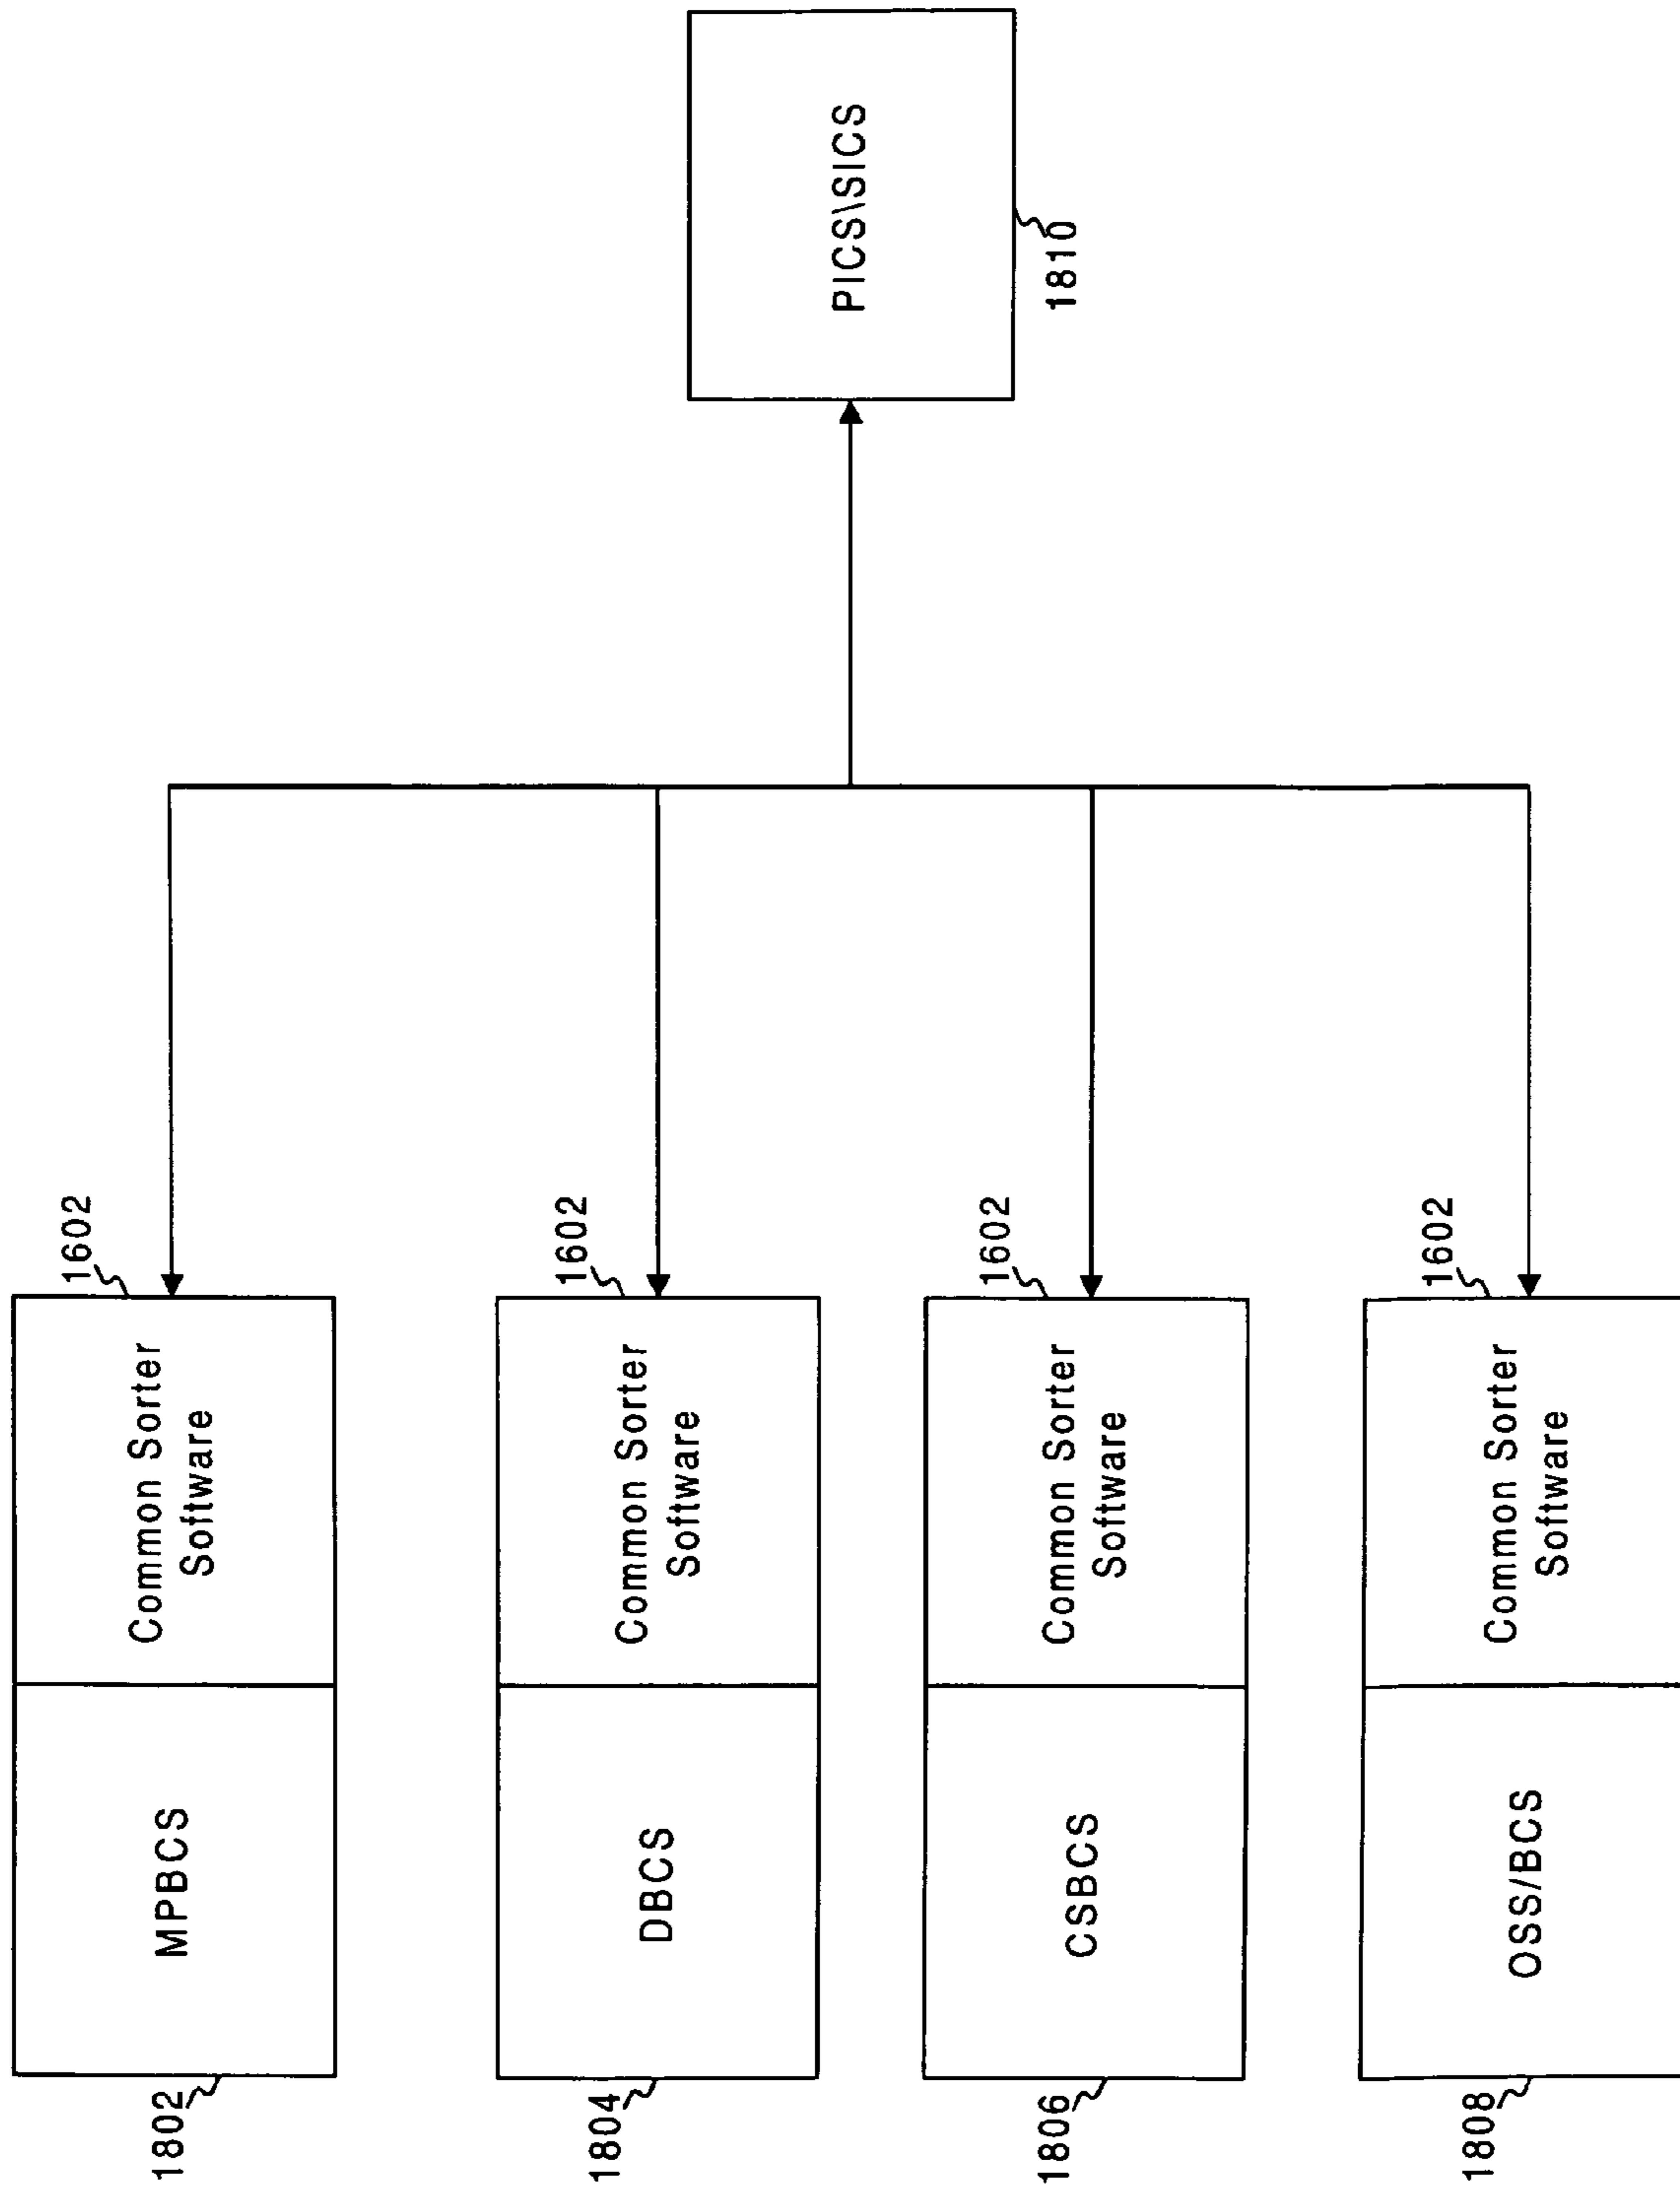 1802
MPBCS
Common Sorter
Software
1602
1804
DBCS
Common Sorter
Software
1602
1806
CSBCS
Common Sorter
Software
1602
1808
OSS/BCS
Common Sorter
Software
1602
PICS\SICS
1810